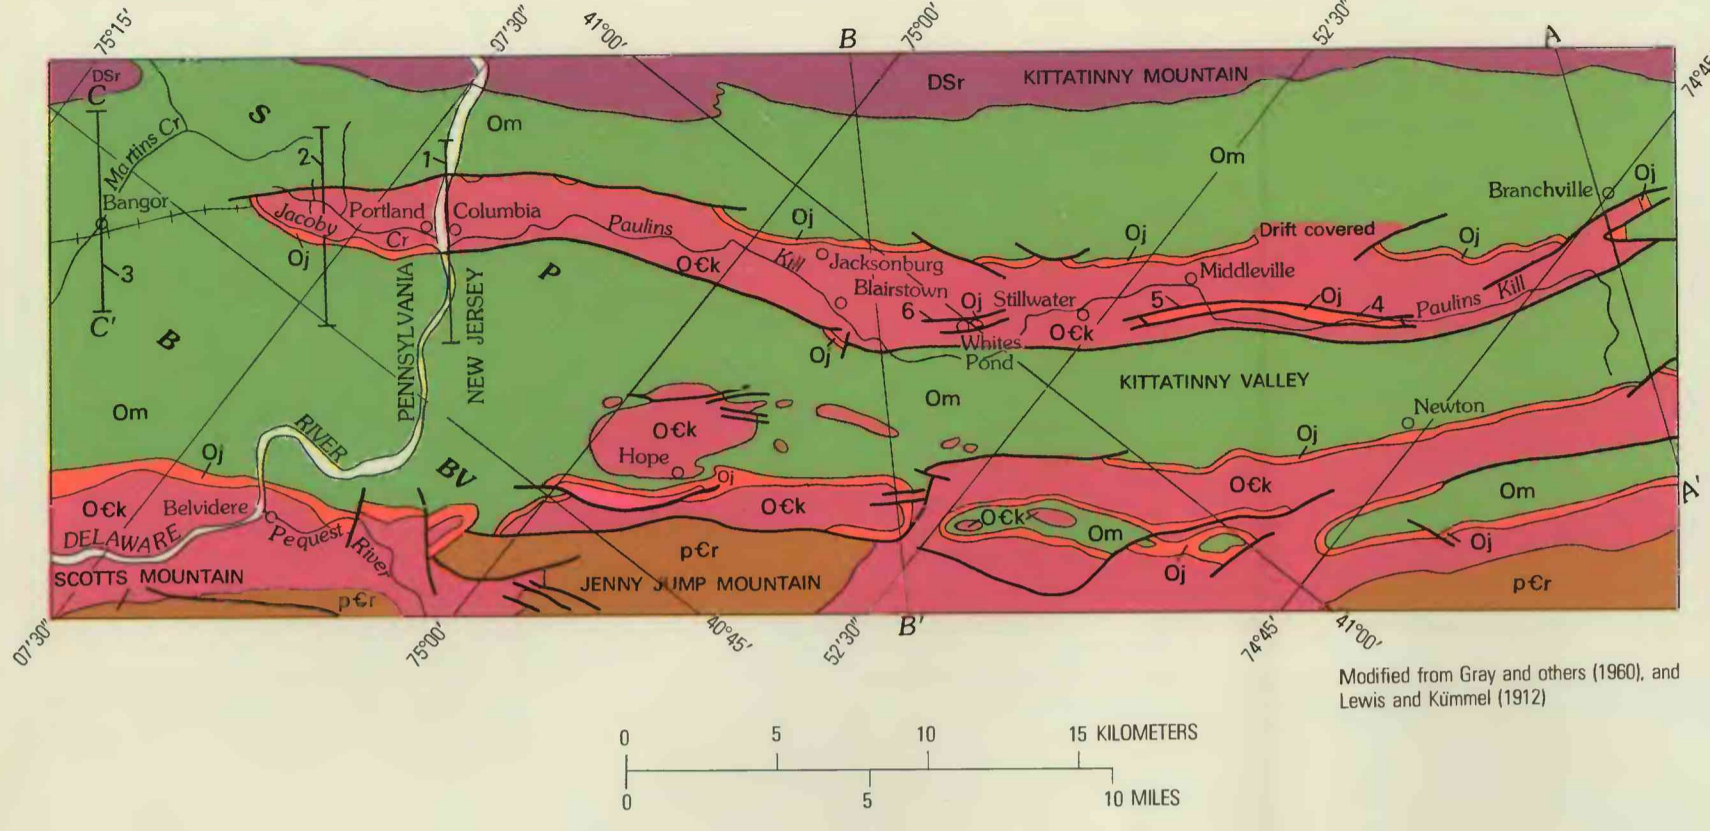 75°15'
07'30"
41°00'
B
75°00'
52'30"
A
74°45'
DSr
C
S
Martins Cr
Om
DSr
KITTATINNY MOUNTAIN
2
1
Om
Bangor
Jacoby
Cr
Portland
Columbia
Paulins
Kill
Oj
O€k
P
Oj
Jacksonburg
Blairstown
6
Oj
Stillwater
O€k
Whites
Pond
Oj
Oj
Drift covered
Middleville
5
Oj
4
Paulins Kill
Oj
Branchville
Oj
3
C'
B
PENNSYLVANIA
NEW JERSEY
Om
RIVER
BV
Oj
O€k
Belvidere
DELAWARE
Pequest
River
SCOTTS MOUNTAIN
p€r
O€k
Hope
Oj
O€k
p€r
JENNY JUMP MOUNTAIN
Om
KITTATINNY VALLEY
Newton
Oj
O€k
O€k
Om
Oj
Om
Oj
p€r
A'
07'30"
75°00'
40°45'
52'30"
B'
74°45'
41°00'
Modified from Gray and others (1960), and
Lewis and Kümmel (1912)
0 5 10 15 KILOMETERS
0 5 10 MILES